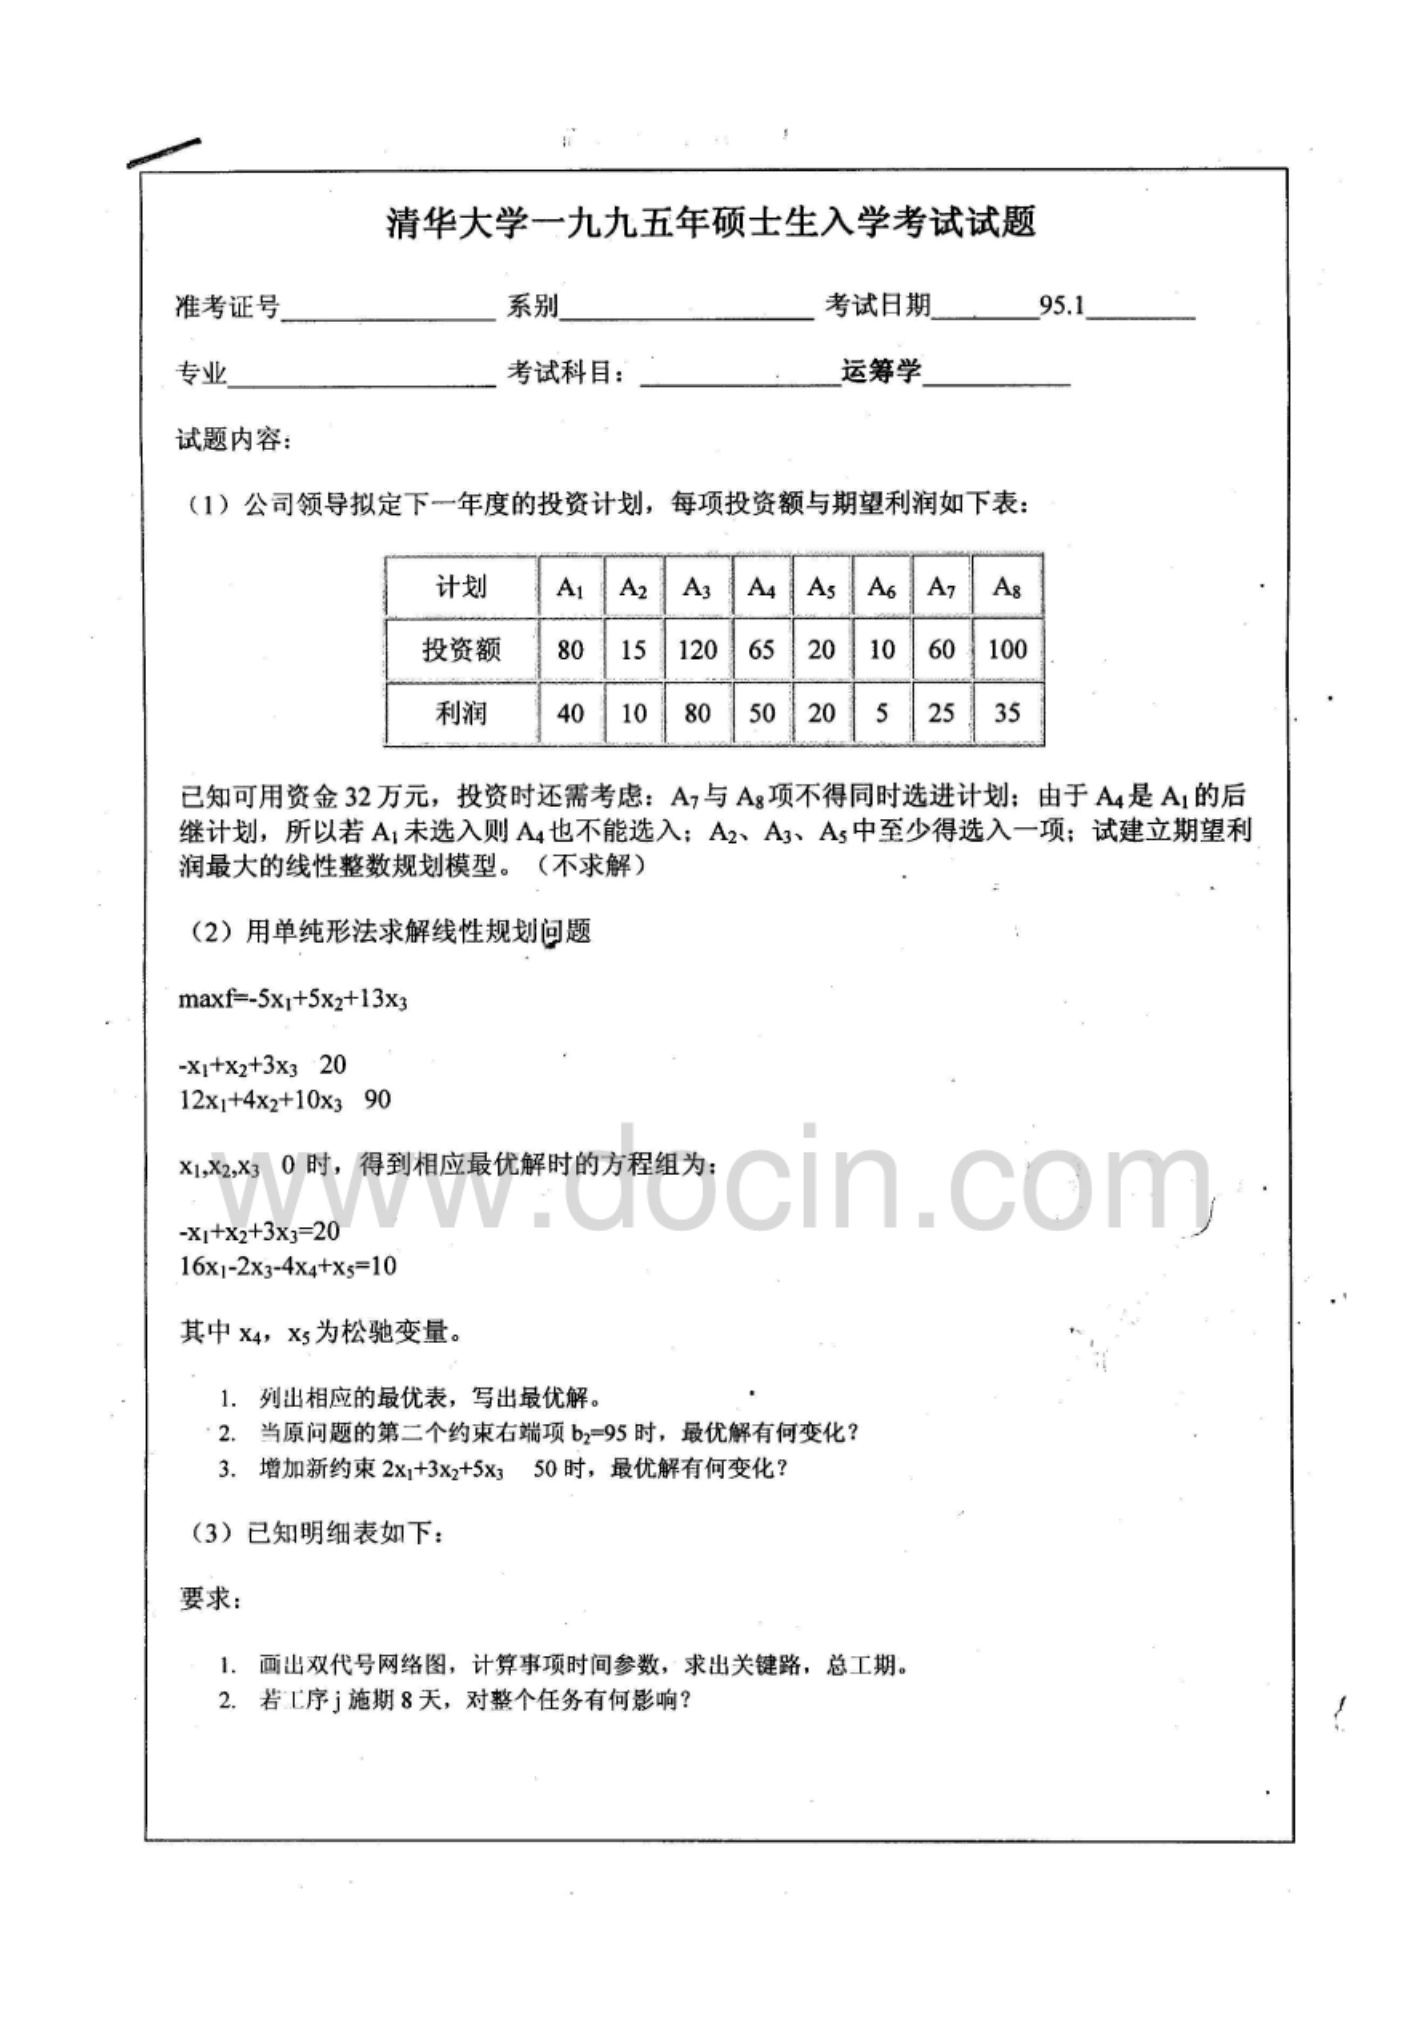 清华大学一九九五年硕士生入学考试试题
准考证号 系别 考试日期 95.1
专业 考试科目： 运筹学
试题内容：
（1）公司领导拟定下一年度的投资计划，每项投资额与期望利润如下表：
计划 A₁ A₂ A₃ A₄ A₅ A₆ A₇ A₈
投资额 80 15 120 65 20 10 60 100
利润 40 10 80 50 20 5 25 35
已知可用资金 32 万元，投资时还需考虑：A₇与 A₈项不得同时选进计划；由于 A₄是 A₁的后
继计划，所以若 A₁未选入则 A₄也不能选入；A₂、A₃、A₅中至少得选入一项；试建立期望利
润最大的线性整数规划模型。（不求解）
（2）用单纯形法求解线性规划问题
maxf=-5x₁+5x₂+13x₃
-x₁+x₂+3x₃ 20
12x₁+4x₂+10x₃ 90
x₁,x₂,x₃ 0 时，得到相应最优解时的方程组为：
-x₁+x₂+3x₃=20
16x₁-2x₃-4x₄+x₅=10
其中 x₄，x₅为松驰变量。
1. 列出相应的最优表，写出最优解。
2. 当原问题的第二个约束右端项 b₂=95 时，最优解有何变化？
3. 增加新约束 2x₁+3x₂+5x₃ 50 时，最优解有何变化？
（3）已知明细表如下：
要求：
1. 画出双代号网络图，计算事项时间参数，求出关键路，总工期。
2. 若工序 j 施期 8 天，对整个任务有何影响？
www.docin.com